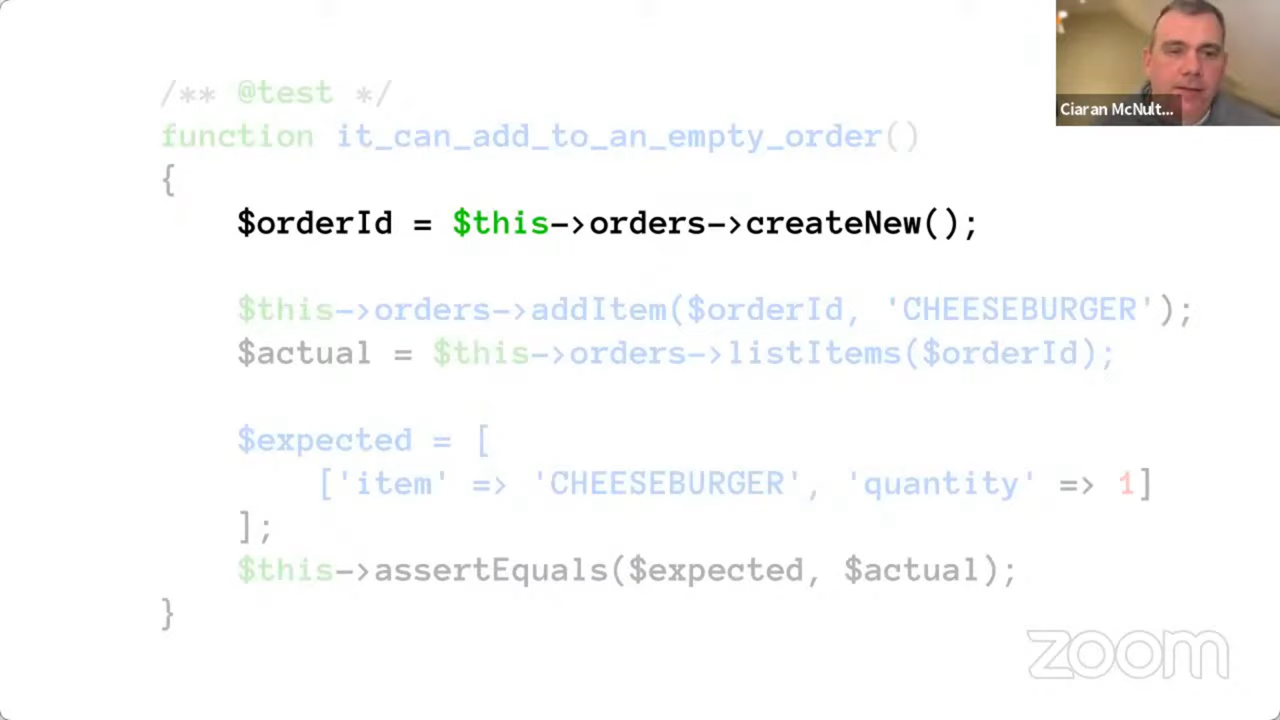 /** @test */
function it_can_add_to_an_empty_order()
{
$orderId = $this->orders->createNew();
$this->orders->addItem($orderId, 'CHEESEBURGER');
$actual = $this->orders->listItems($orderId);
$expected = [
['item' => 'CHEESEBURGER', 'quantity' => 1]
];
$this->assertEquals($expected, $actual);
}
Ciaran McNult...
zoom